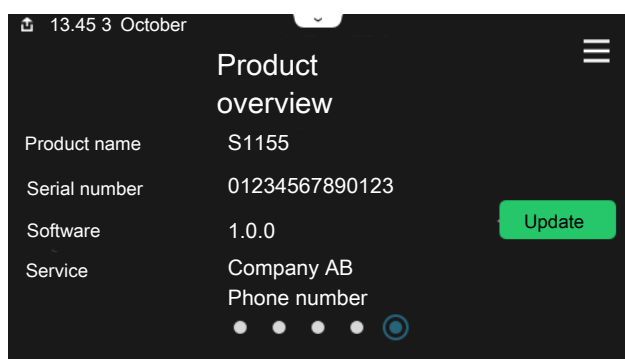 13.45 3 October
Product
overview
Product name S1155
Serial number 01234567890123
Software 1.0.0 Update
Service Company AB
Phone number